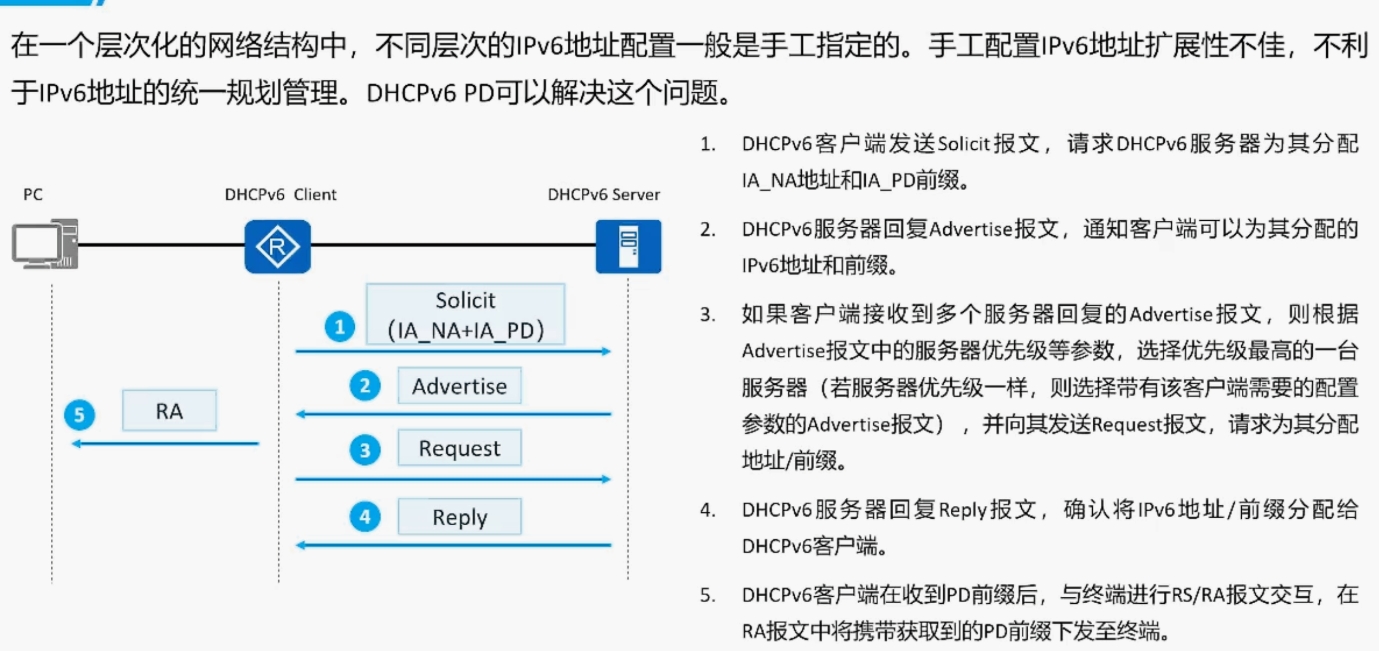 在一个层次化的网络结构中，不同层次的IPv6地址配置一般是手工指定的。手工配置IPv6地址扩展性不佳，不利
于IPv6地址的统一规划管理。DHCPv6 PD可以解决这个问题。
PC
DHCPv6 Client
DHCPv6 Server
R
1
Solicit
（IA_NA+IA_PD）
2
Advertise
5
RA
3
Request
4
Reply
1. DHCPv6客户端发送Solicit报文，请求DHCPv6服务器为其分配
IA_NA地址和IA_PD前缀。
2. DHCPv6服务器回复Advertise报文，通知客户端可以为其分配的
IPv6地址和前缀。
3. 如果客户端接收到多个服务器回复的Advertise报文，则根据
Advertise报文中的服务器优先级等参数，选择优先级最高的一台
服务器（若服务器优先级一样，则选择带有该客户端需要的配置
参数的Advertise报文），并向其发送Request报文，请求为其分配
地址/前缀。
4. DHCPv6服务器回复Reply报文，确认将IPv6地址/前缀分配给
DHCPv6客户端。
5. DHCPv6客户端在收到PD前缀后，与终端进行RS/RA报文交互，在
RA报文中将携带获取到的PD前缀下发至终端。